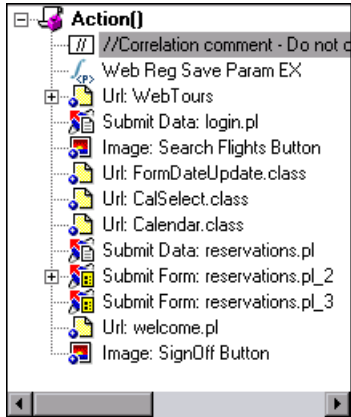 Action()
// //Correlation comment - Do not c
<P> Web Reg Save Param EX
Url: WebTours
Submit Data: login.pl
Image: Search Flights Button
Url: FormDateUpdate.class
Url: CalSelect.class
Url: Calendar.class
Submit Data: reservations.pl
Submit Form: reservations.pl_2
Submit Form: reservations.pl_3
Url: welcome.pl
Image: SignOff Button